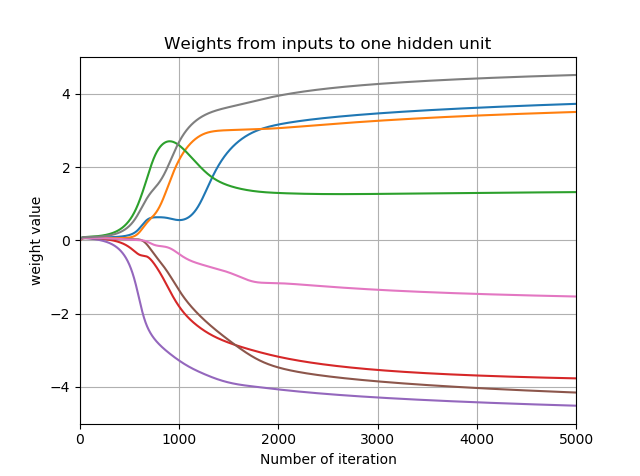 Weights from inputs to one hidden unit
weight value
4
2
0
−2
−4
0 1000 2000 3000 4000 5000
Number of iteration